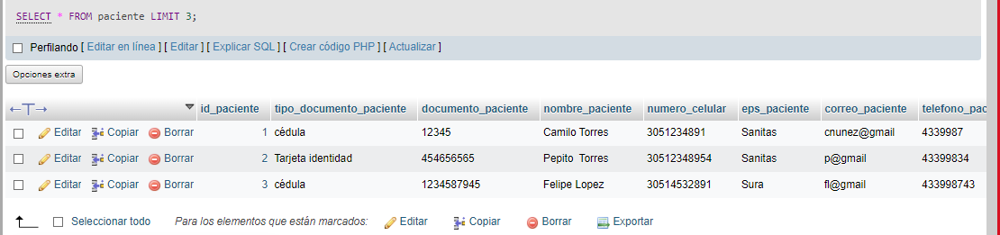 SELECT * FROM paciente LIMIT 3;
Perfilando [ Editar en línea ] [ Editar ] [ Explicar SQL ] [ Crear código PHP ] [ Actualizar ]
Opciones extra
←T→ id_paciente tipo_documento_paciente documento_paciente nombre_paciente numero_celular eps_paciente correo_paciente telefono_pac
Editar Copiar Borrar 1 cédula 12345 Camilo Torres 3051234891 Sanitas cnunez@gmail 4339987
Editar Copiar Borrar 2 Tarjeta identidad 454656565 Pepito Torres 30512348954 Sanitas p@gmail 43399834
Editar Copiar Borrar 3 cédula 1234587945 Felipe Lopez 30514532891 Sura fl@gmail 433998743
Seleccionar todo Para los elementos que están marcados: Editar Copiar Borrar Exportar